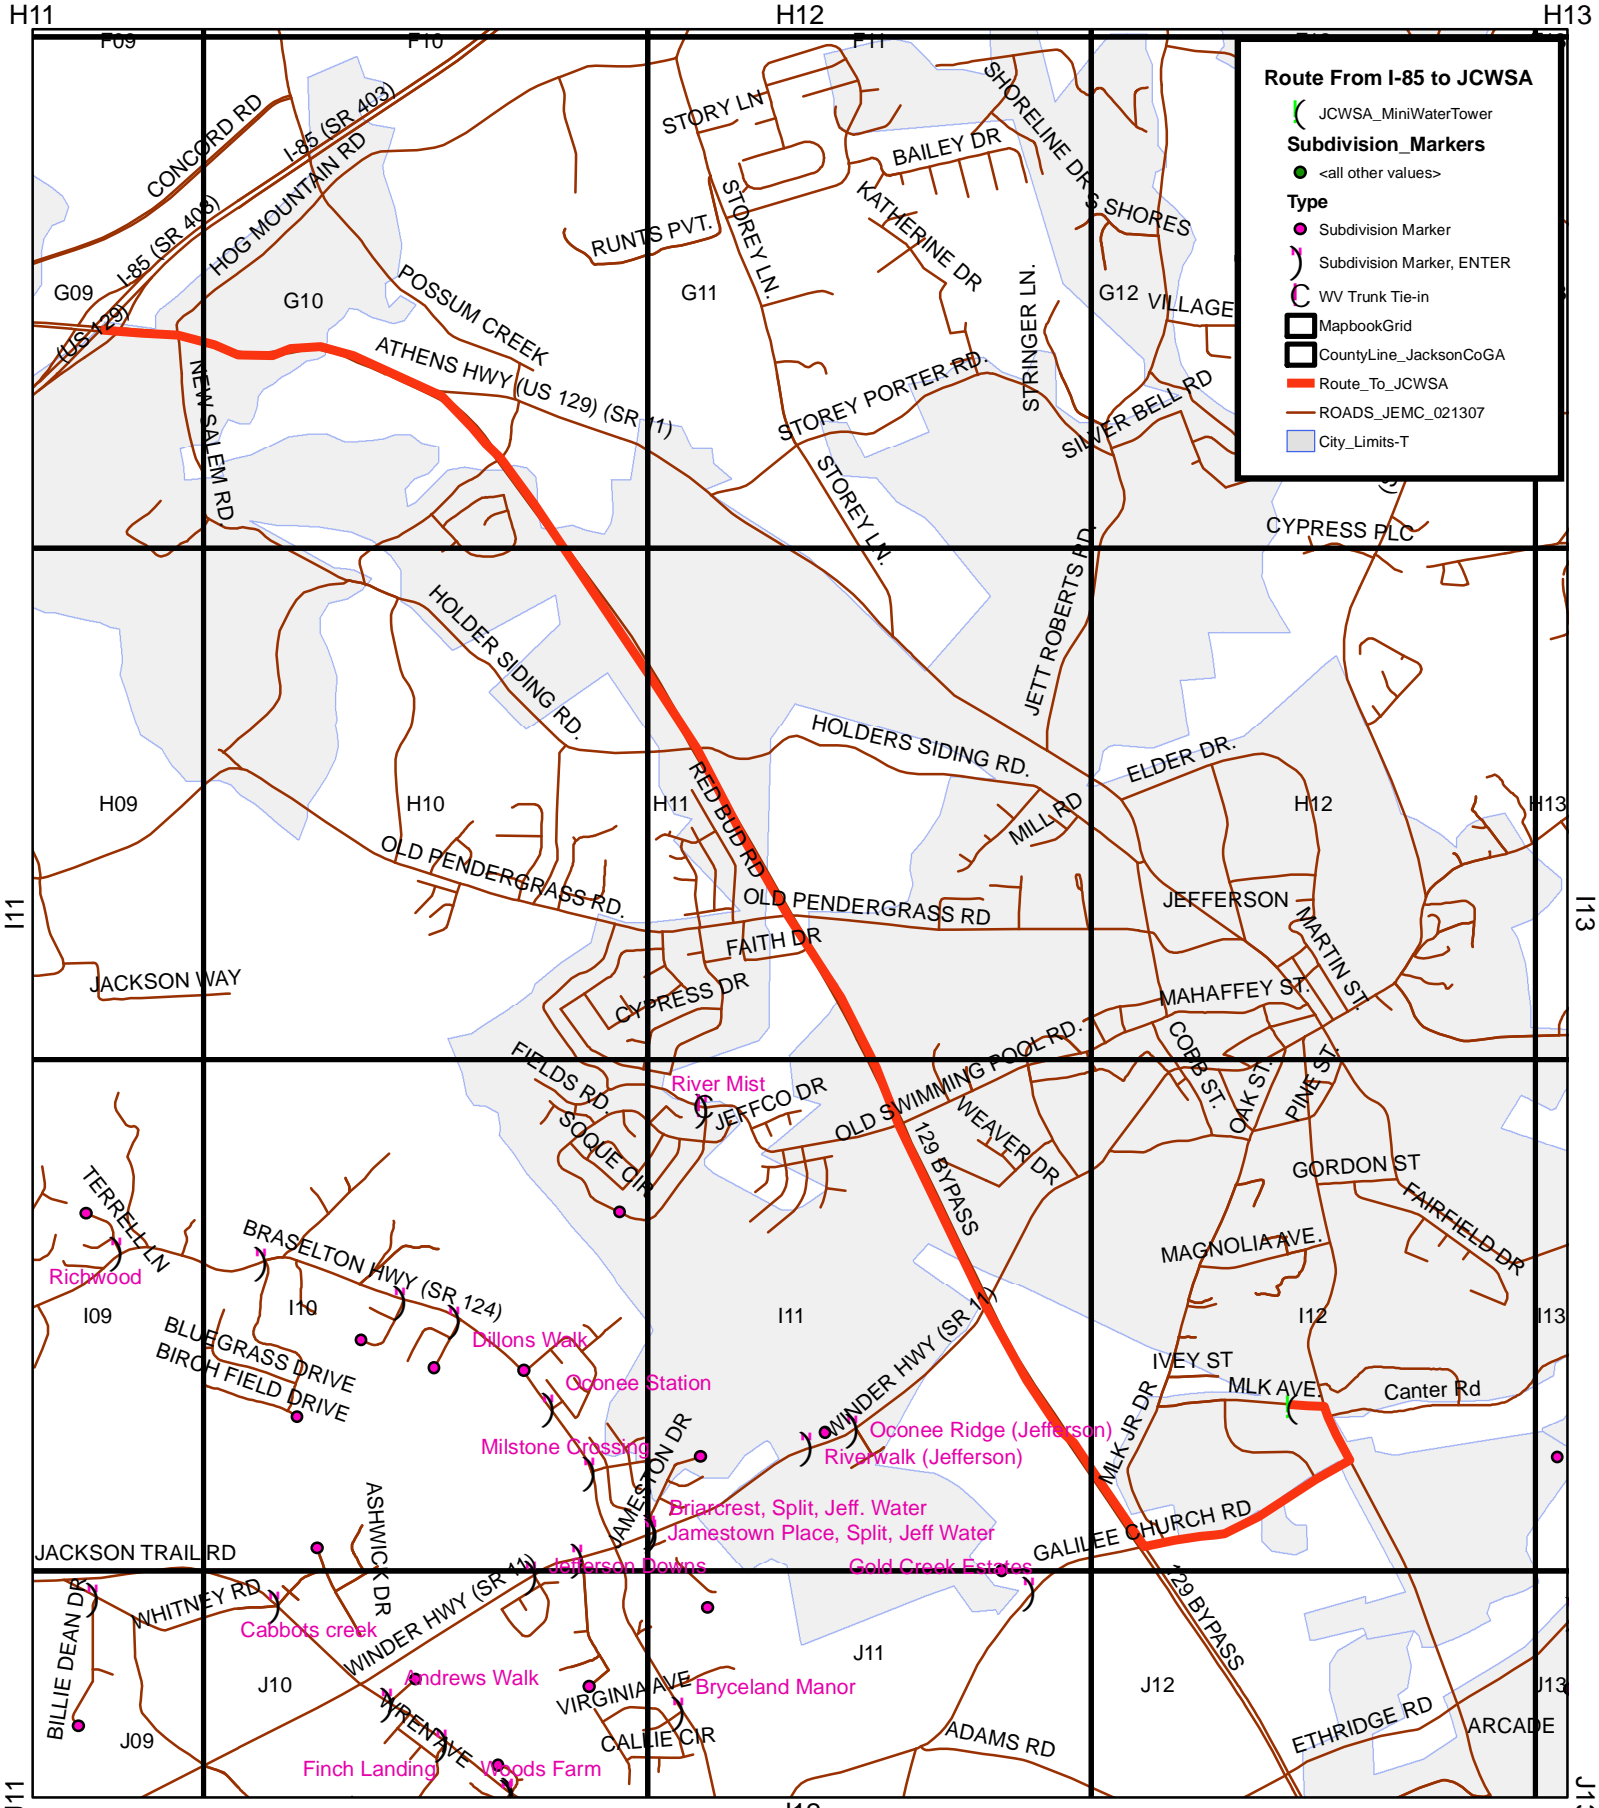 H11
H12
H13
F09
F10
F11
Route From I-85 to JCWSA
JCWSA_MiniWaterTower
Subdivision_Markers
<all other values>
Type
Subdivision Marker
Subdivision Marker, ENTER
WV Trunk Tie-in
MapbookGrid
CountyLine_JacksonCoGA
Route_To_JCWSA
ROADS_JEMC_021307
City_Limits-T
CONCORD RD
I-85 (SR 403)
I-85 (SR 403)
HOG MOUNTAIN RD
STORY LN
BAILEY DR
SHORELINE DR
S SHORES
KATHERINE DR
STOREY LN.
RUNTS PVT.
G09
G10
G11
G12
VILLAGE
(US 129)
POSSUM CREEK
ATHENS HWY (US 129) (SR 11)
STRINGER LN.
STOREY PORTER RD.
SILVER BELL RD
NEW SALEM RD.
STOREY LN.
CYPRESS PLC
JETT ROBERTS RD.
HOLDER SIDING RD.
HOLDERS SIDING RD.
ELDER DR.
H09
H10
H11
H12
H13
RED BUD RD
MILL RD
OLD PENDERGRASS RD.
OLD PENDERGRASS RD
JEFFERSON
MARTIN ST.
I11
I13
FAITH DR
JACKSON WAY
CYPRESS DR
MAHAFFEY ST.
OLD SWIMMING POOL RD.
COBB ST.
OAK ST.
PINE ST.
FIELDS RD.
River Mist
JEFFCO DR
SOQUE CIR
WEAVER DR
129 BYPASS
GORDON ST
FAIRFIELD DR
TERRELL LN
BRASELTON HWY (SR 124)
MAGNOLIA AVE.
Richwood
I09
I10
I11
I12
I13
BLUEGRASS DRIVE
BIRCH FIELD DRIVE
Dillons Walk
WINDER HWY (SR 11)
IVEY ST
MLK AVE.
Canter Rd
Oconee Station
MLK JR DR
Oconee Ridge (Jefferson)
Riverwalk (Jefferson)
Milstone Crossing
JAMESTON DR
Briarcrest, Split, Jeff. Water
Jamestown Place, Split, Jeff Water
GALILEE CHURCH RD
JACKSON TRAIL RD
ASHWICK DR
Jefferson Downs
Gold Creek Estates
BILLIE DEAN DR
WHITNEY RD
WINDER HWY (SR 11)
129 BYPASS
Cabbots creek
J11
J10
J12
J13
Andrews Walk
VIRGINIA AVE
Bryceland Manor
WREN AVE
J09
CALLIE CIR
ADAMS RD
ETHRIDGE RD
ARCADE
Finch Landing
Woods Farm
J11